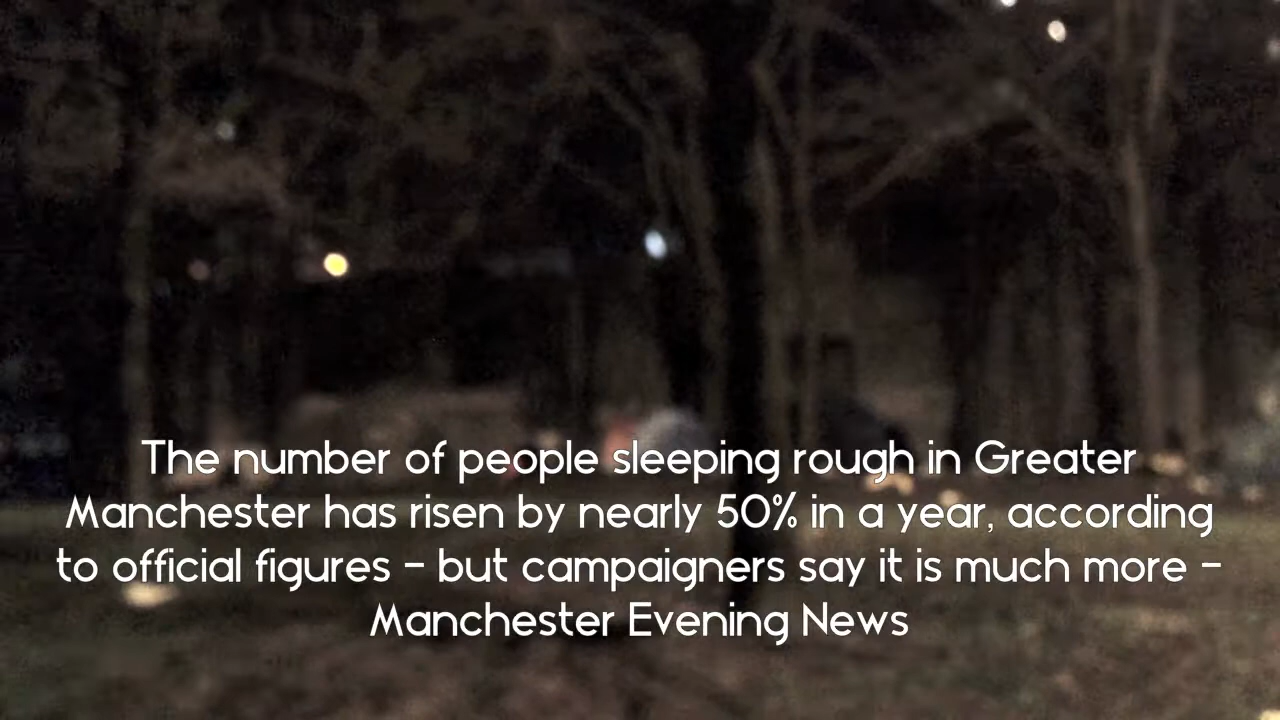 The number of people sleeping rough in Greater
Manchester has risen by nearly 50% in a year, according
to official figures - but campaigners say it is much more -
Manchester Evening News